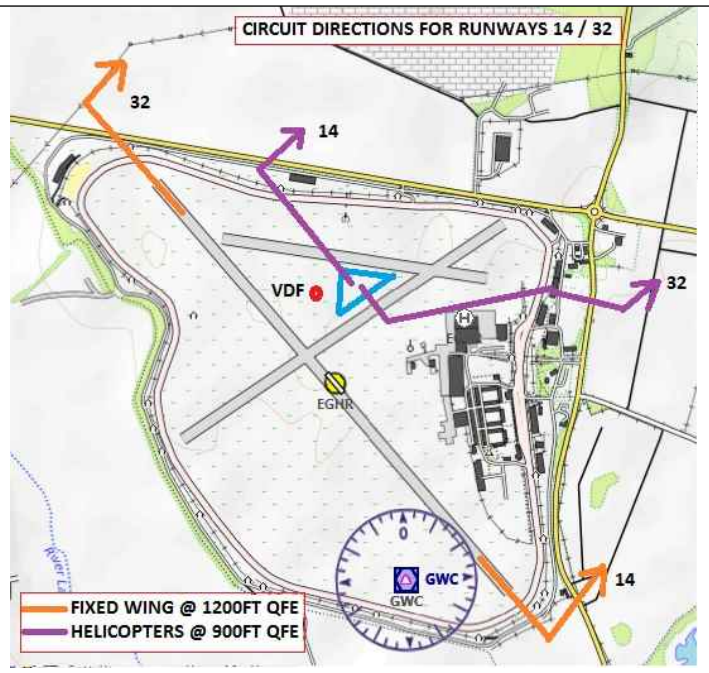 CIRCUIT DIRECTIONS FOR RUNWAYS 14 / 32
32
14
VDF
32
H
E
EGHR
0
GWC
GWC
14
FIXED WING @ 1200FT QFE
HELICOPTERS @ 900FT QFE